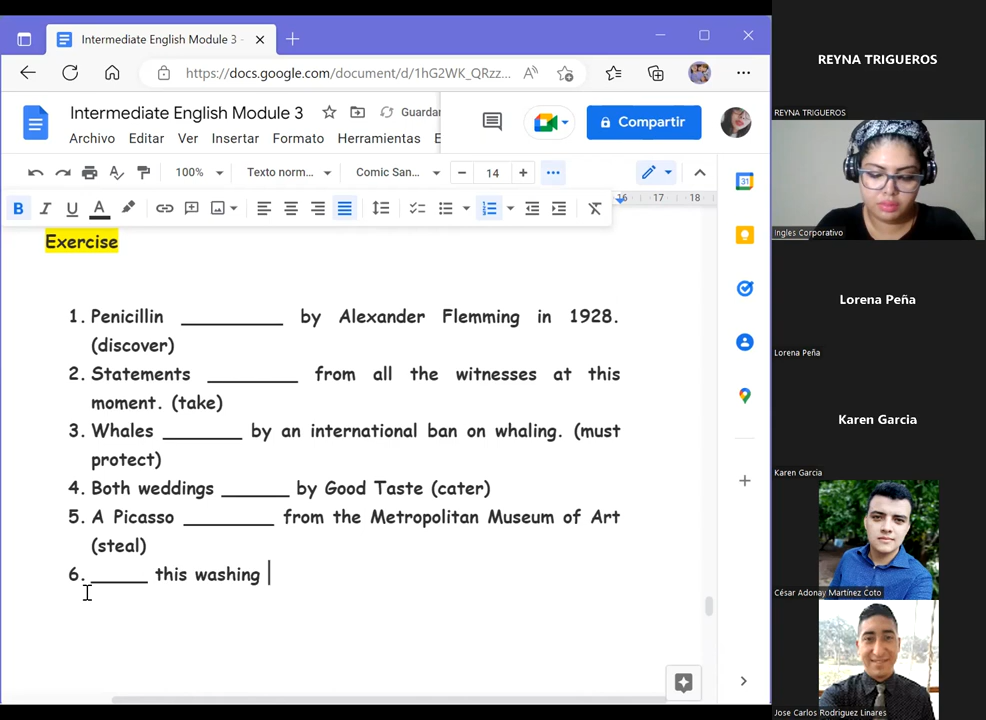 Intermediate English Module 3 -
https://docs.google.com/document/d/1hG2WK_QRzz...
Intermediate English Module 3
Guardar
Archivo Editar Ver Insertar Formato Herramientas E
Compartir
100% Texto norm... Comic San... 14
16 17 18
Exercise
1. Penicillin __________ by Alexander Flemming in 1928.
(discover)
2. Statements _________ from all the witnesses at this
moment. (take)
3. Whales ________ by an international ban on whaling. (must
protect)
4. Both weddings _______ by Good Taste (cater)
5. A Picasso _________ from the Metropolitan Museum of Art
(steal)
6. ______ this washing
31
REYNA TRIGUEROS
REYNA TRIGUEROS
Ingles Corporativo
Lorena Peña
Lorena Peña
Karen Garcia
Karen Garcia
César Adonay Martínez Coto
Jose Carlos Rodriguez Linares